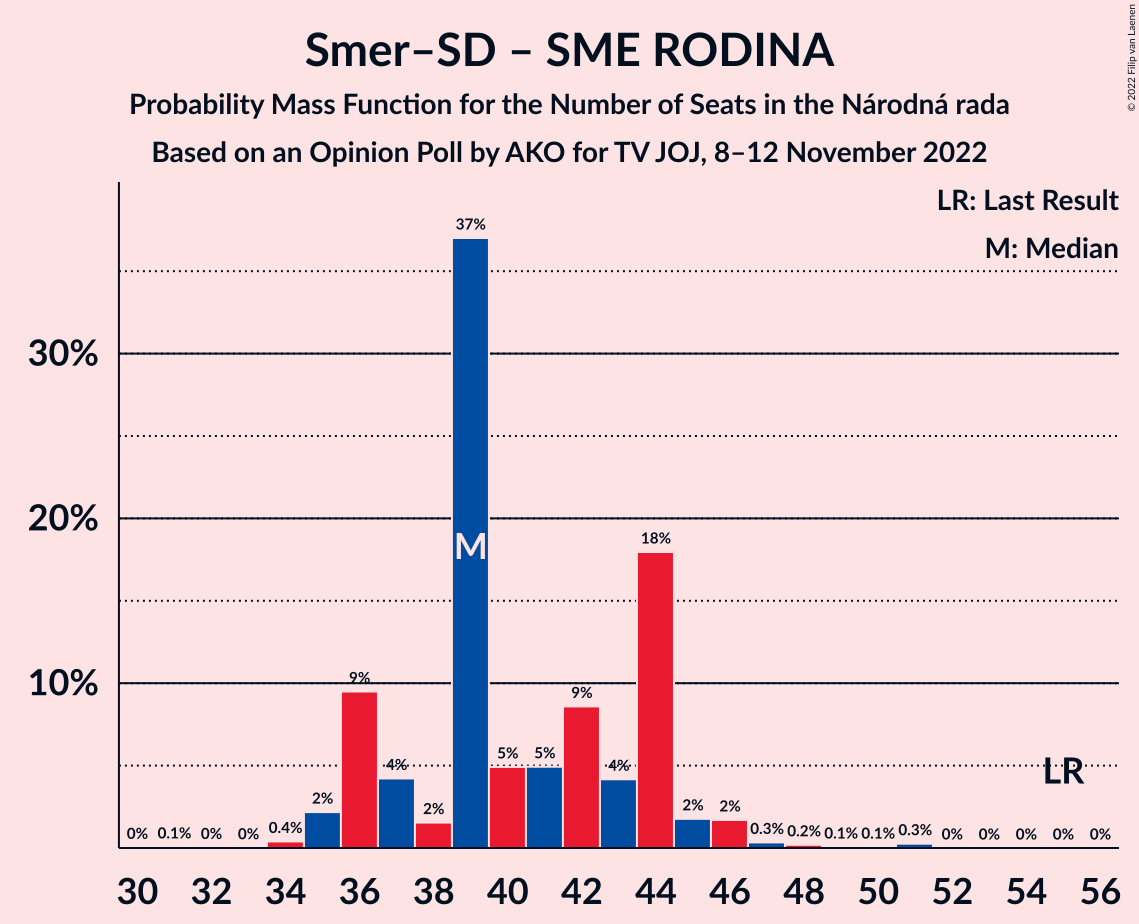 Smer–SD – SME RODINA
Probability Mass Function for the Number of Seats in the Národná rada
Based on an Opinion Poll by AKO for TV JOJ, 8–12 November 2022
© 2022 Filip van Laenen
LR: Last Result
M: Median
30%
20%
10%
0% 0.1% 0% 0% 0.4% 2% 9% 4% 2% 37% 5% 5% 9% 4% 18% 2% 2% 0.3% 0.2% 0.1% 0.1% 0.3% 0% 0% 0% 0% 0%
M
LR
30 32 34 36 38 40 42 44 46 48 50 52 54 56